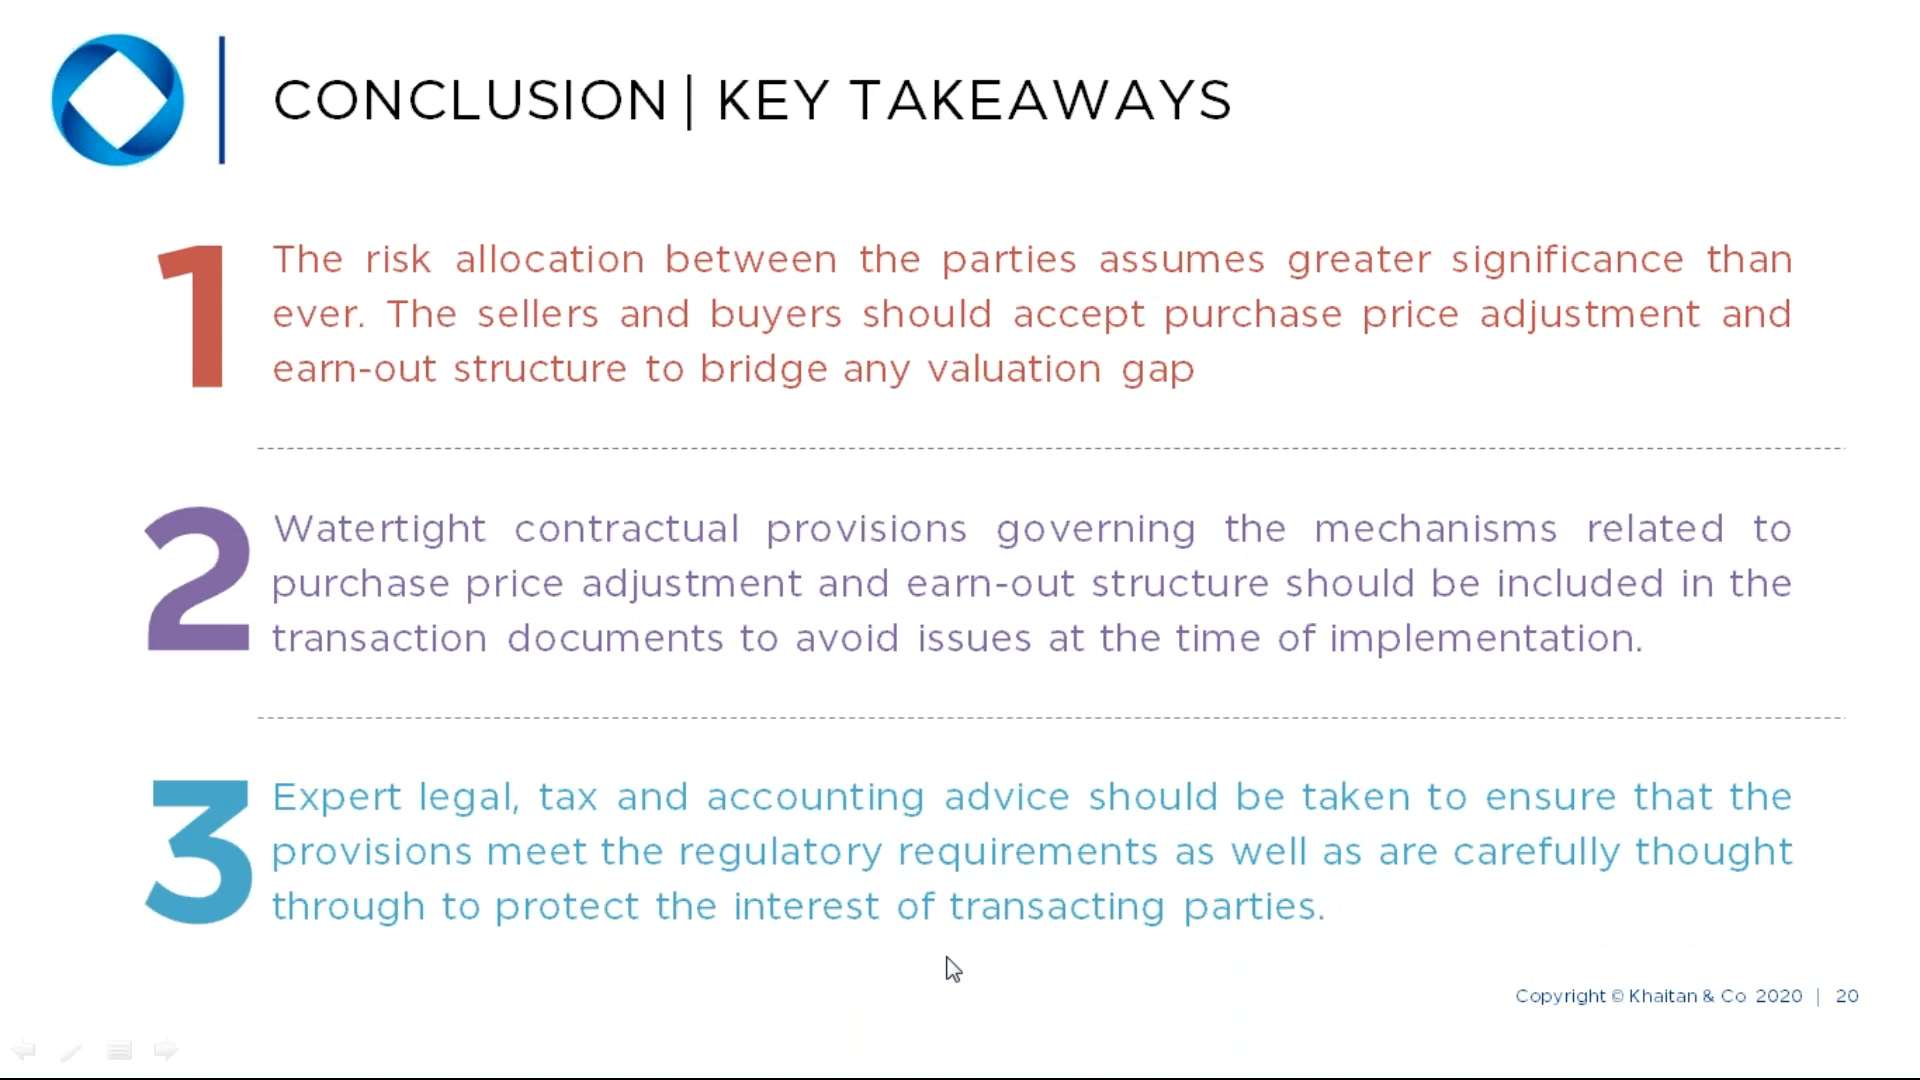 CONCLUSION | KEY TAKEAWAYS
1
The risk allocation between the parties assumes greater significance than
ever. The sellers and buyers should accept purchase price adjustment and
earn-out structure to bridge any valuation gap
2
Watertight contractual provisions governing the mechanisms related to
purchase price adjustment and earn-out structure should be included in the
transaction documents to avoid issues at the time of implementation.
3
Expert legal, tax and accounting advice should be taken to ensure that the
provisions meet the regulatory requirements as well as are carefully thought
through to protect the interest of transacting parties.
Copyright © Khaitan & Co 2020 | 20